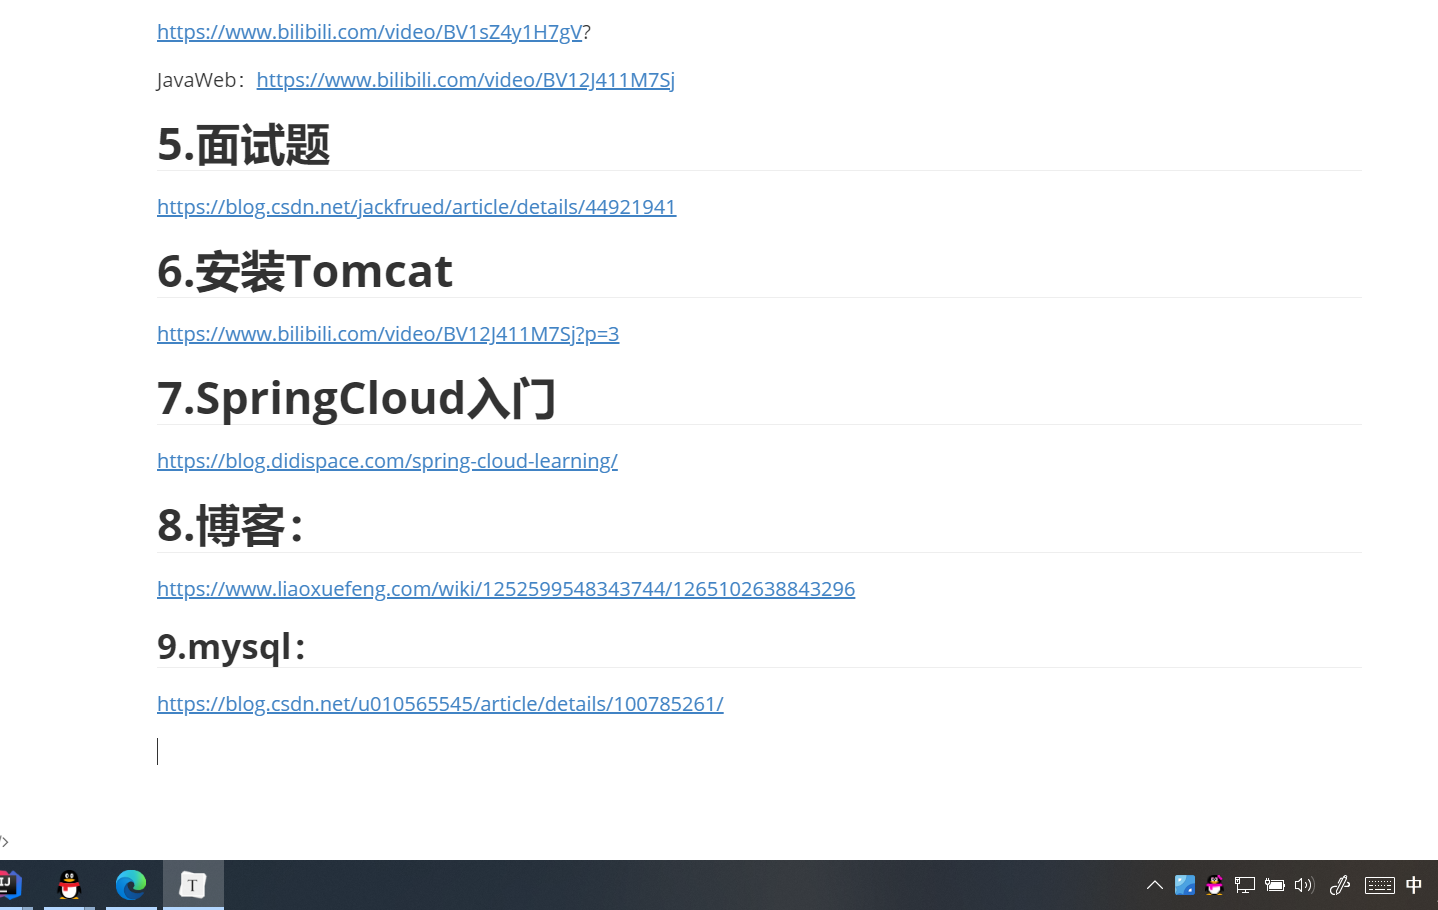 https://www.bilibili.com/video/BV1sZ4y1H7gV?
JavaWeb：https://www.bilibili.com/video/BV12J411M7Sj
5.面试题
https://blog.csdn.net/jackfrued/article/details/44921941
6.安装Tomcat
https://www.bilibili.com/video/BV12J411M7Sj?p=3
7.SpringCloud入门
https://blog.didispace.com/spring-cloud-learning/
8.博客：
https://www.liaoxuefeng.com/wiki/1252599548343744/1265102638843296
9.mysql：
https://blog.csdn.net/u010565545/article/details/100785261/
/>
IJ
T
中